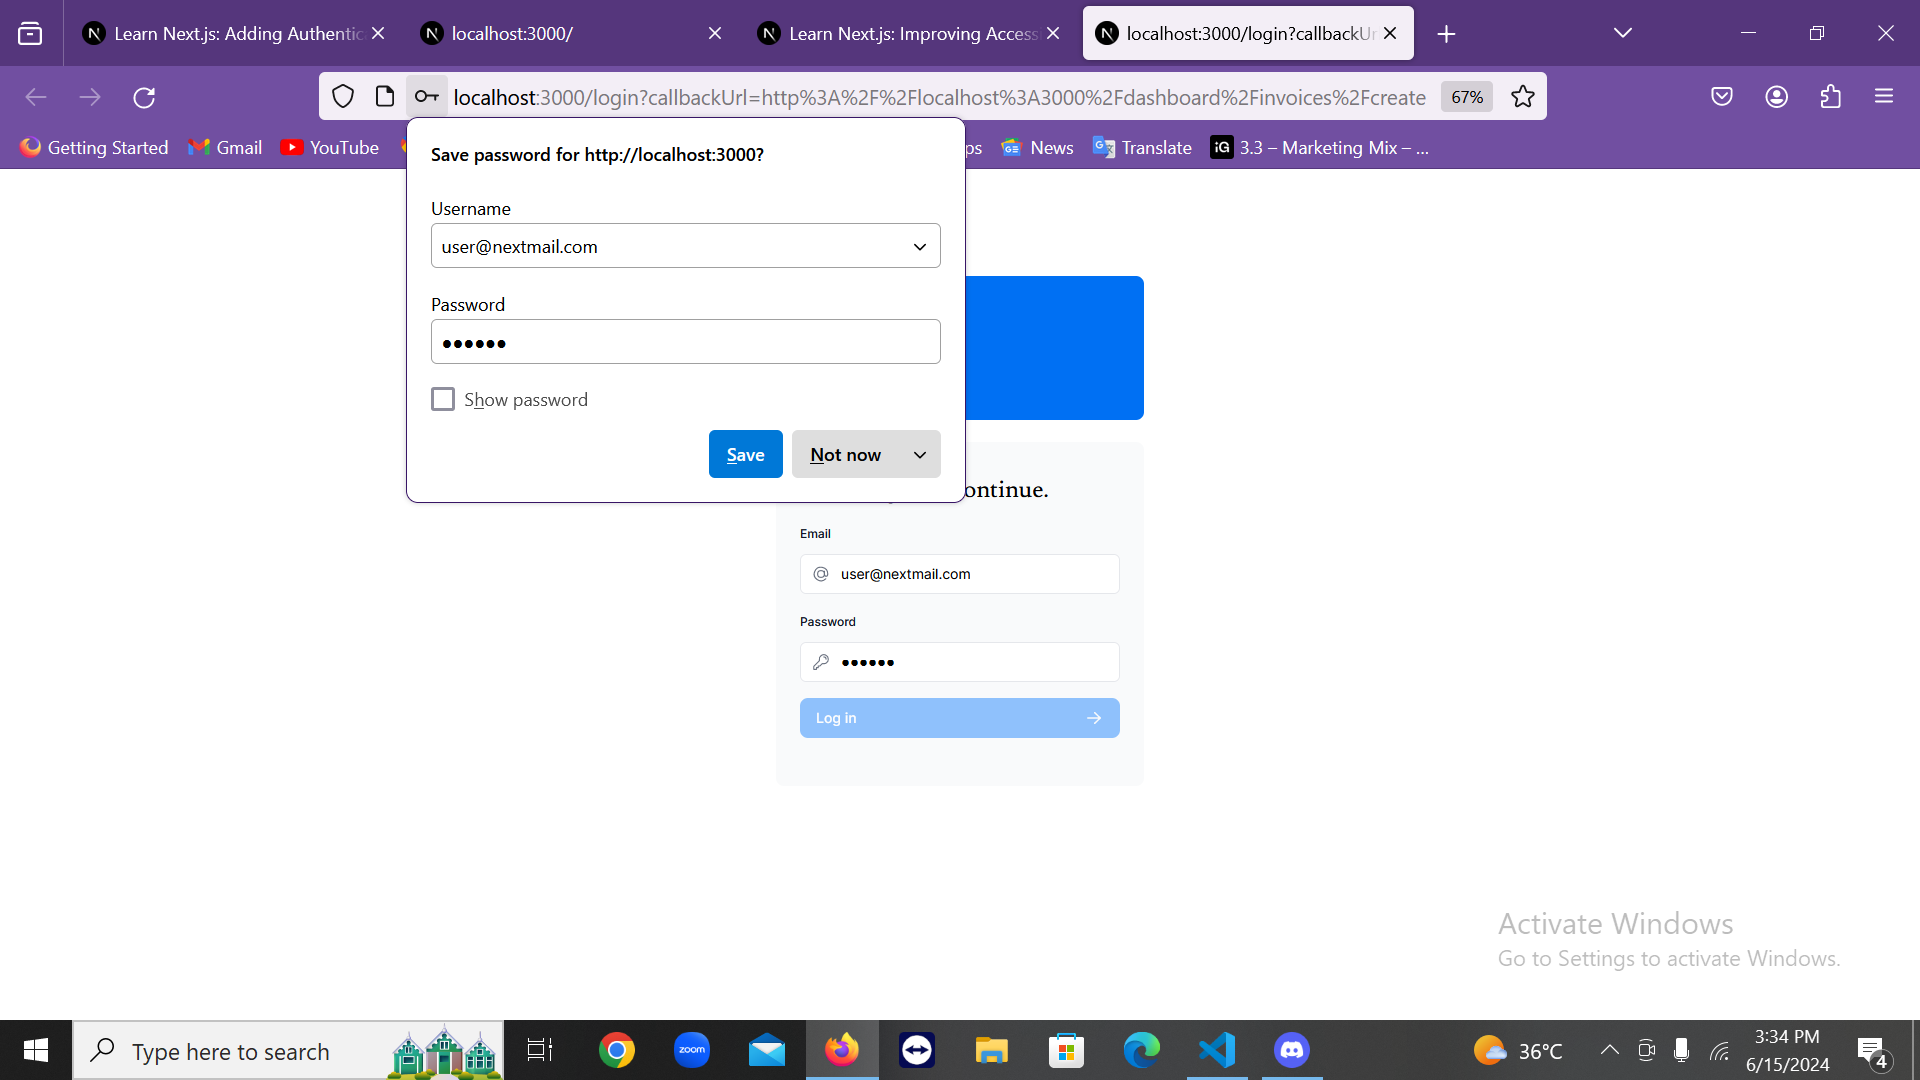 Learn Next.js: Adding Authentic
localhost:3000/
Learn Next.js: Improving Access
localhost:3000/login?callbackUr
localhost:3000/login?callbackUrl=http%3A%2F%2Flocalhost%3A3000%2Fdashboard%2Finvoices%2Fcreate
67%
Getting Started
Gmail
YouTube
ps
News
Translate
iG
3.3 – Marketing Mix – ...
Save password for http://localhost:3000?
Username
user@nextmail.com
Password
••••••
Show password
Save
Not now
ontinue.
Email
@ user@nextmail.com
Password
••••••
Log in
Activate Windows
Go to Settings to activate Windows.
Type here to search
zoom
36°C
3:34 PM
6/15/2024
4